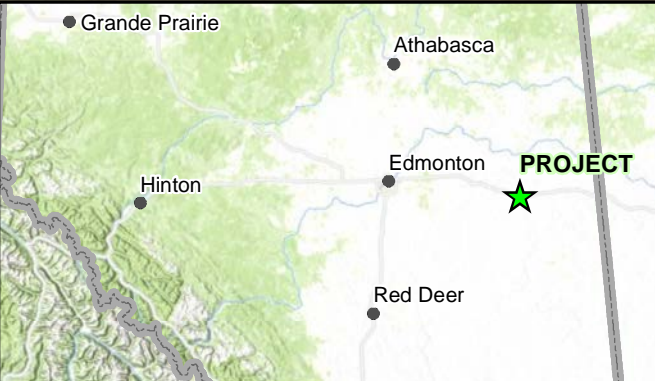 Grande Prairie
Athabasca
Edmonton
PROJECT
Hinton
Red Deer